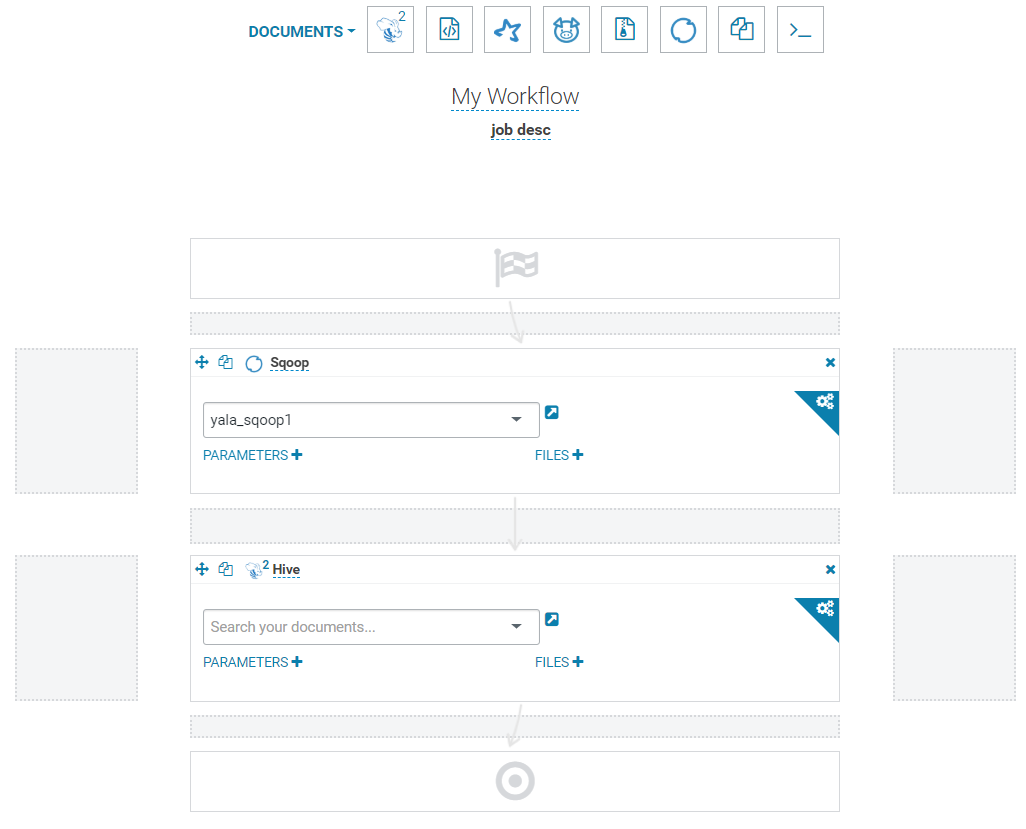 DOCUMENTS
2
My Workflow
job desc
Sqoop
yala_sqoop1
PARAMETERS
FILES
2 Hive
Search your documents...
PARAMETERS
FILES